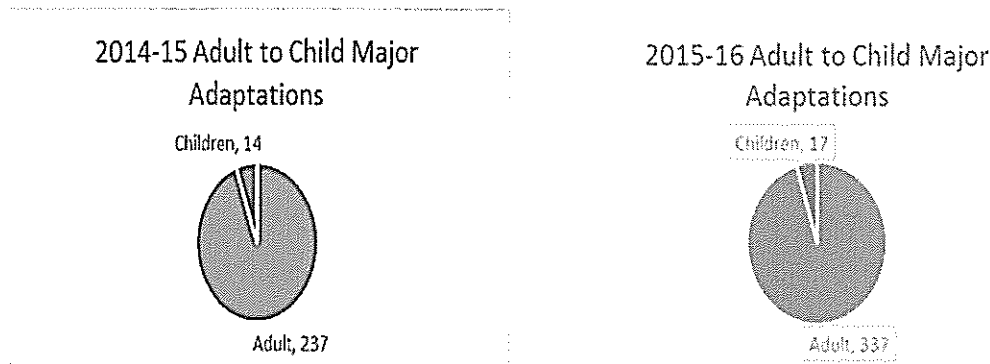 2014-15 Adult to Child Major
Adaptations
Children, 14
Adult, 237
2015-16 Adult to Child Major
Adaptations
Children, 17
Adult, 337